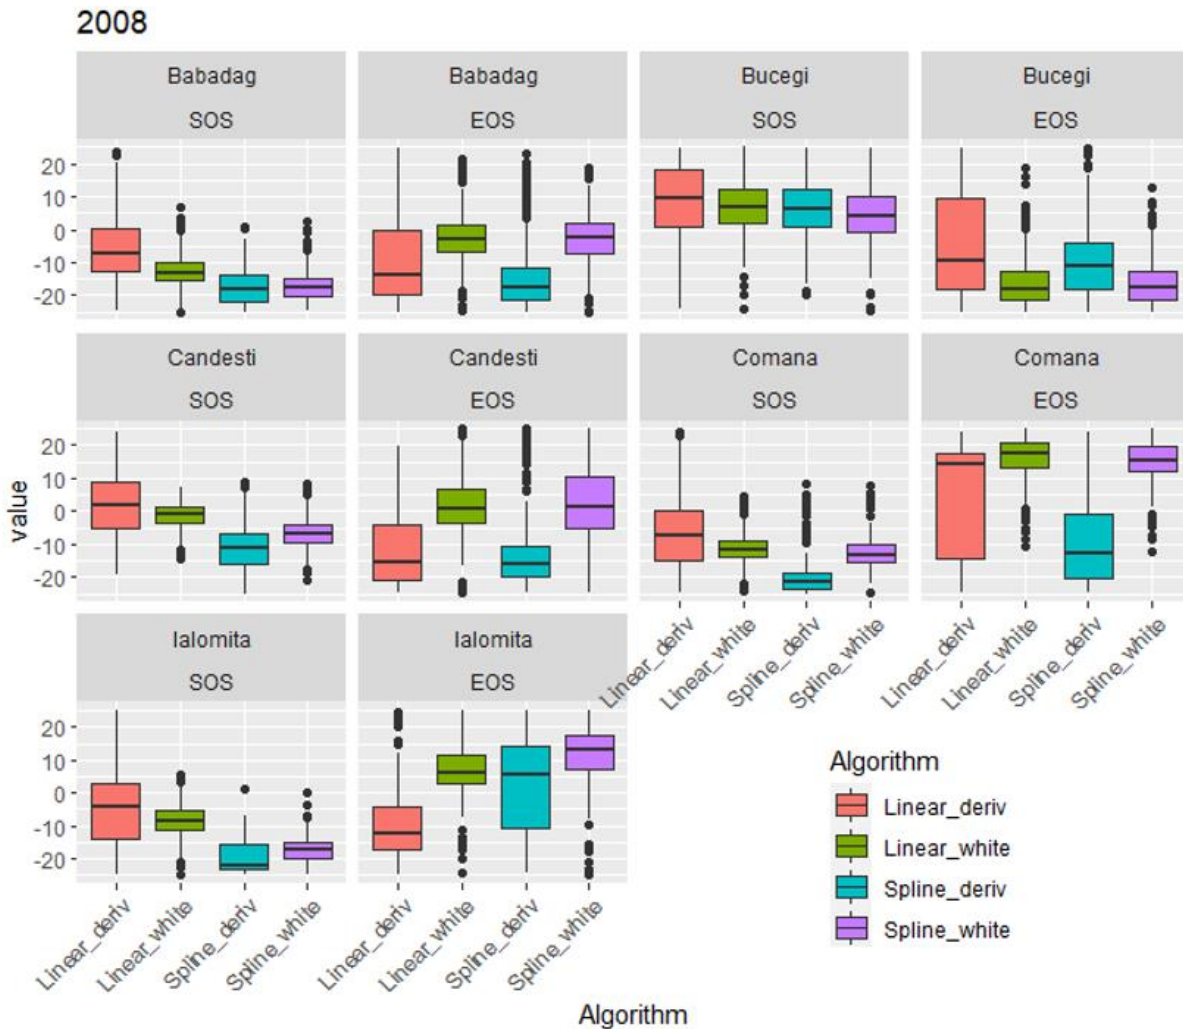 2008
Babadag
SOS
Babadag
EOS
Bucegi
SOS
Bucegi
EOS
20
10
0
-10
-20
Candesti
SOS
Candesti
EOS
Comana
SOS
Comana
EOS
value
20
10
0
-10
-20
Linear_deriv
Linear_white
Spline_deriv
Spline_white
Linear_deriv
Linear_white
Spline_deriv
Spline_white
Ialomita
SOS
Ialomita
EOS
20
10
0
-10
-20
Linear_deriv
Linear_white
Spline_deriv
Spline_white
Linear_deriv
Linear_white
Spline_deriv
Spline_white
Algorithm
Linear_deriv
Linear_white
Spline_deriv
Spline_white
Algorithm